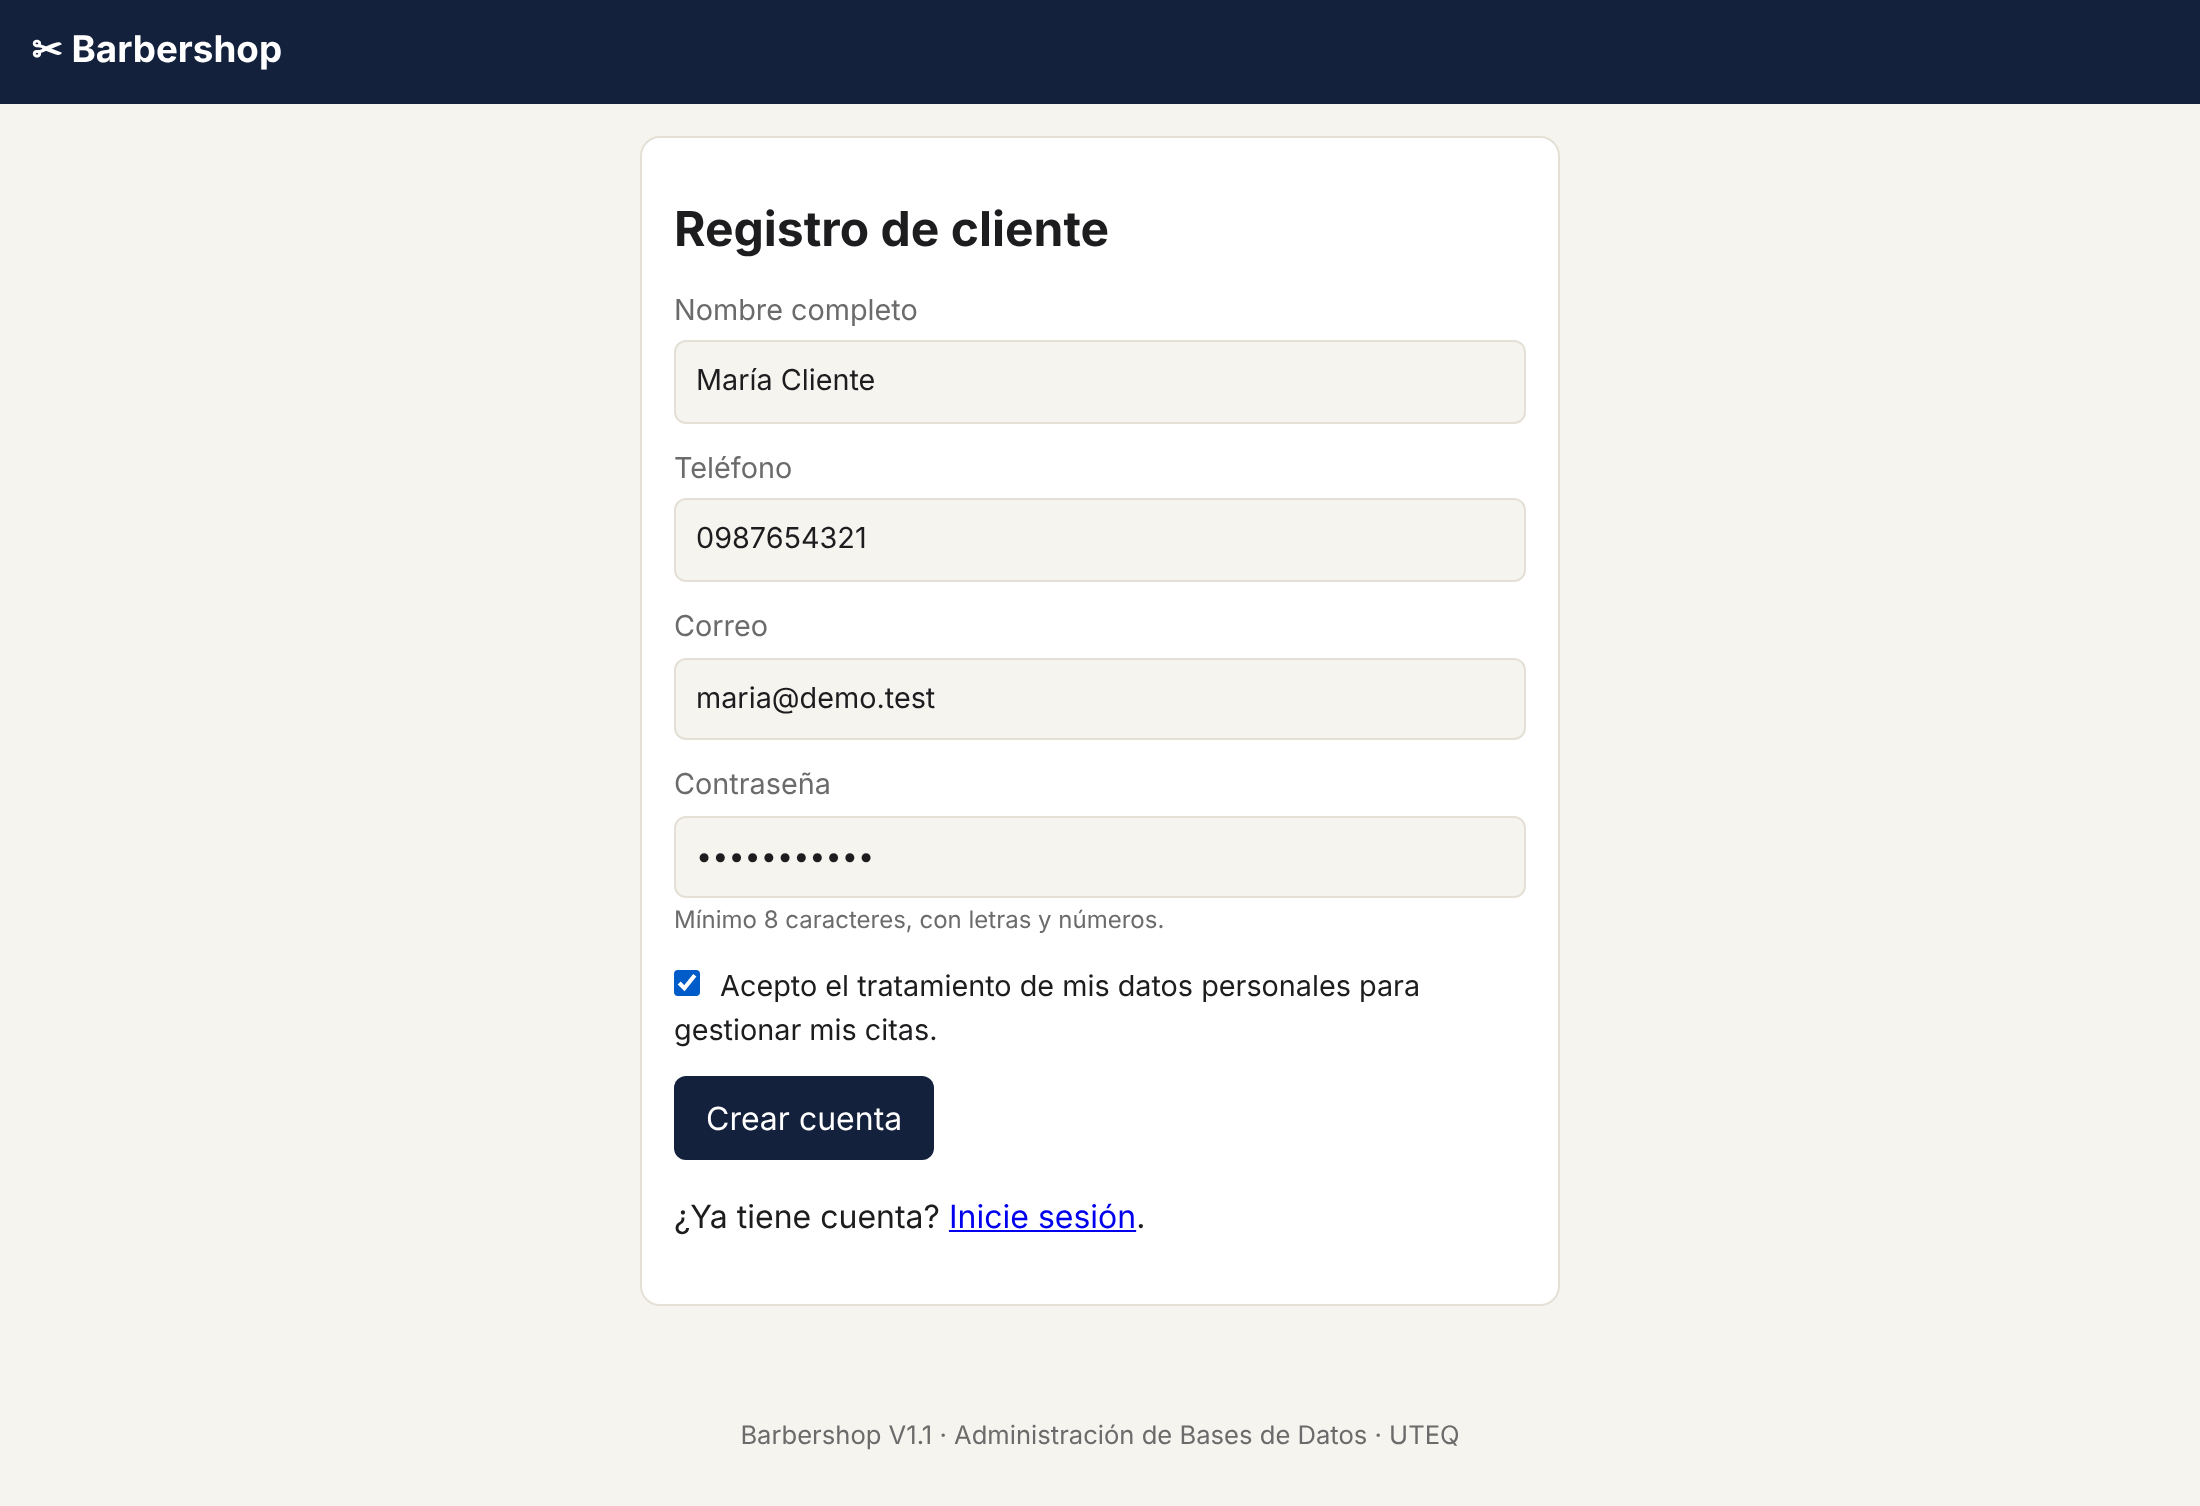 ✂ Barbershop
Registro de cliente
Nombre completo
María Cliente
Teléfono
0987654321
Correo
maria@demo.test
Contraseña
•••••••••••
Mínimo 8 caracteres, con letras y números.
Acepto el tratamiento de mis datos personales para
gestionar mis citas.
Crear cuenta
¿Ya tiene cuenta? Inicie sesión.
Barbershop V1.1 · Administración de Bases de Datos · UTEQ